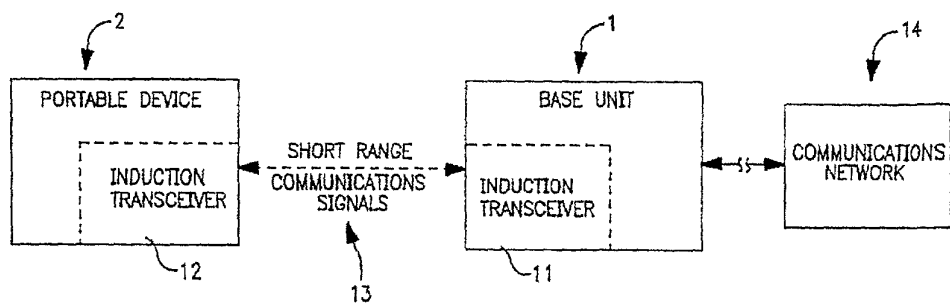 2
1
14
PORTABLE DEVICE
BASE UNIT
INDUCTION
TRANSCEIVER
SHORT RANGE
COMMUNICATIONS
SIGNALS
INDUCTION
TRANSCEIVER
COMMUNICATIONS
NETWORK
12
13
11